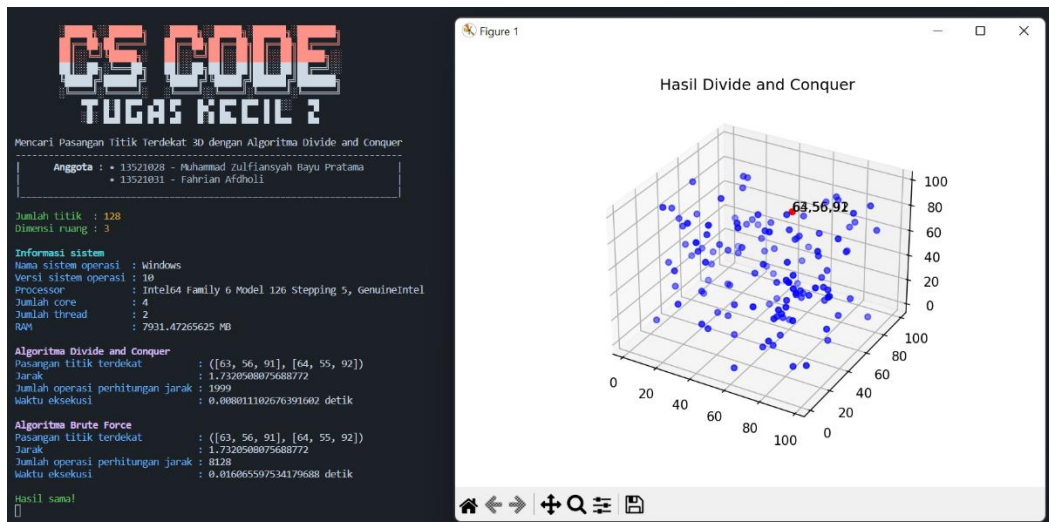 CS CODE
TUGAS KECIL 2
Mencari Pasangan Titik Terdekat 3D dengan Algoritma Divide and Conquer
Anggota : • 13521028 - Muhammad Zulfiansyah Bayu Pratama
• 13521031 - Fahrian Afdholi
Jumlah titik : 128
Dimensi ruang : 3
Informasi sistem
Nama sistem operasi : Windows
Versi sistem operasi : 10
Processor : Intel64 Family 6 Model 126 Stepping 5, GenuineIntel
Jumlah core : 4
Jumlah thread : 2
RAM : 7931.47265625 MB
Algoritma Divide and Conquer
Pasangan titik terdekat : ([63, 56, 91], [64, 55, 92])
Jarak : 1.7320508075688772
Jumlah operasi perhitungan jarak : 1999
Waktu eksekusi : 0.008011102676391602 detik
Algoritma Brute Force
Pasangan titik terdekat : ([63, 56, 91], [64, 55, 92])
Jarak : 1.7320508075688772
Jumlah operasi perhitungan jarak : 8128
Waktu eksekusi : 0.016065597534179688 detik
Hasil sama!
Figure 1
Hasil Divide and Conquer
100
80
60
40
20
0
0
20
40
60
80
100
0
20
40
60
80
100